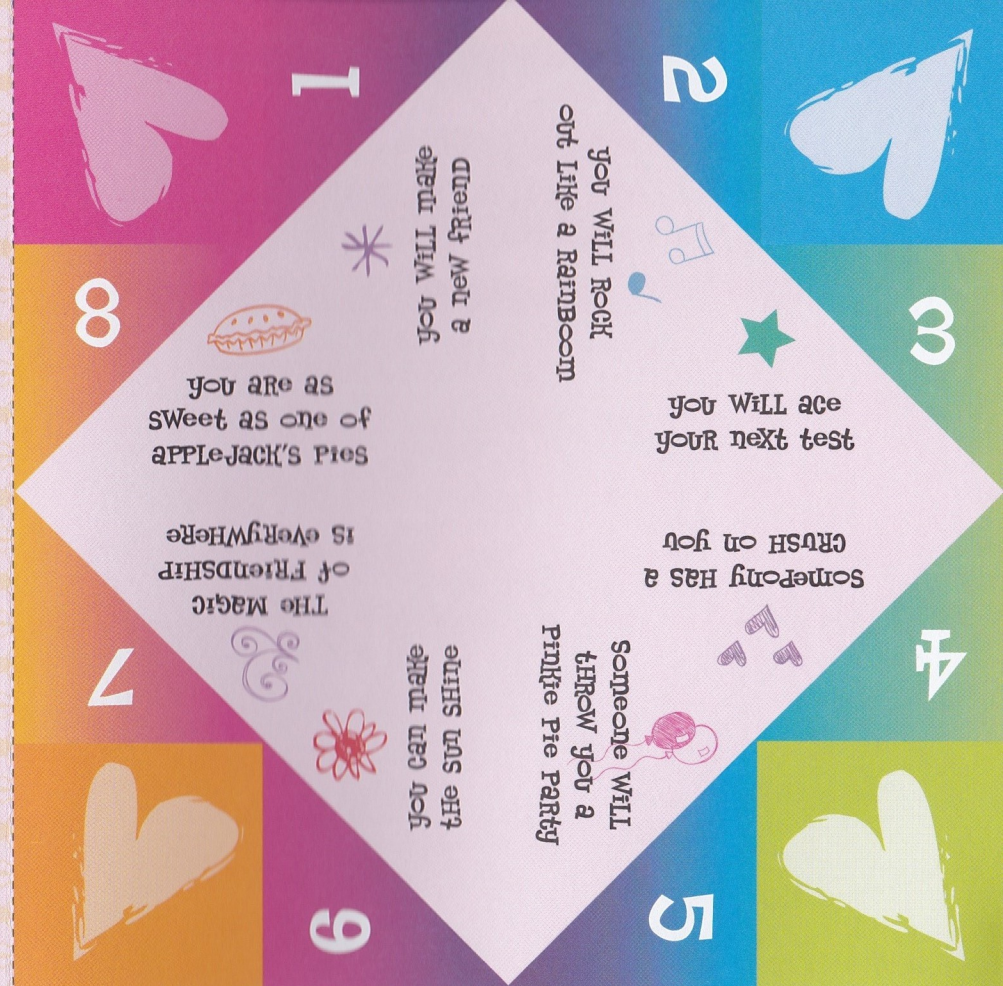 1
you will make
a new friend
2
you will rock
out like a rainboom
3
you will ace
your next test
4
somepony has a
crush on you
5
Someone will
throw you a
pinkie pie party
6
you can make
the sun shine
7
The Magic
of friendship
is everywhere
8
you are as
sweet as one of
applejack's pies